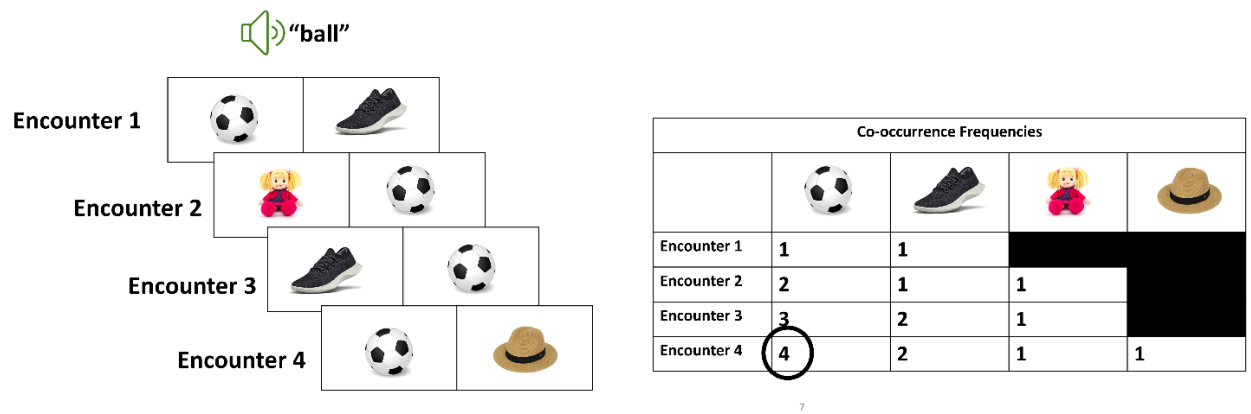 “ball”
Encounter 1
Encounter 2
Encounter 3
Encounter 4
Co-occurrence Frequencies
Encounter 1 1 1
Encounter 2 2 1 1
Encounter 3 3 2 1
Encounter 4 4 2 1 1
7